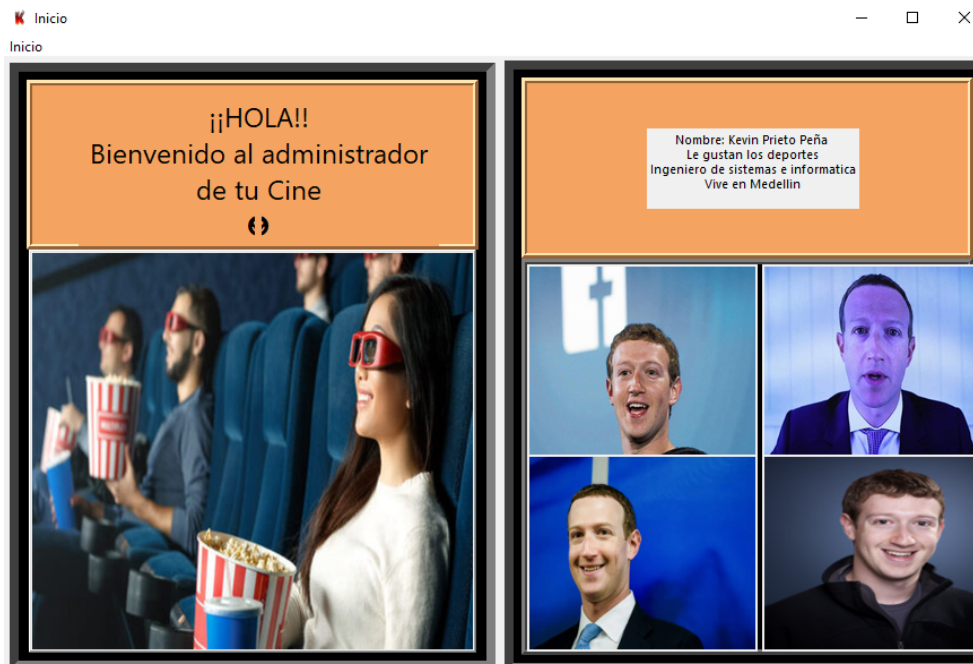 Inicio
Inicio
¡¡HOLA!!
Bienvenido al administrador
de tu Cine
Nombre: Kevin Prieto Peña
Le gustan los deportes
Ingeniero de sistemas e informatica
Vive en Medellin